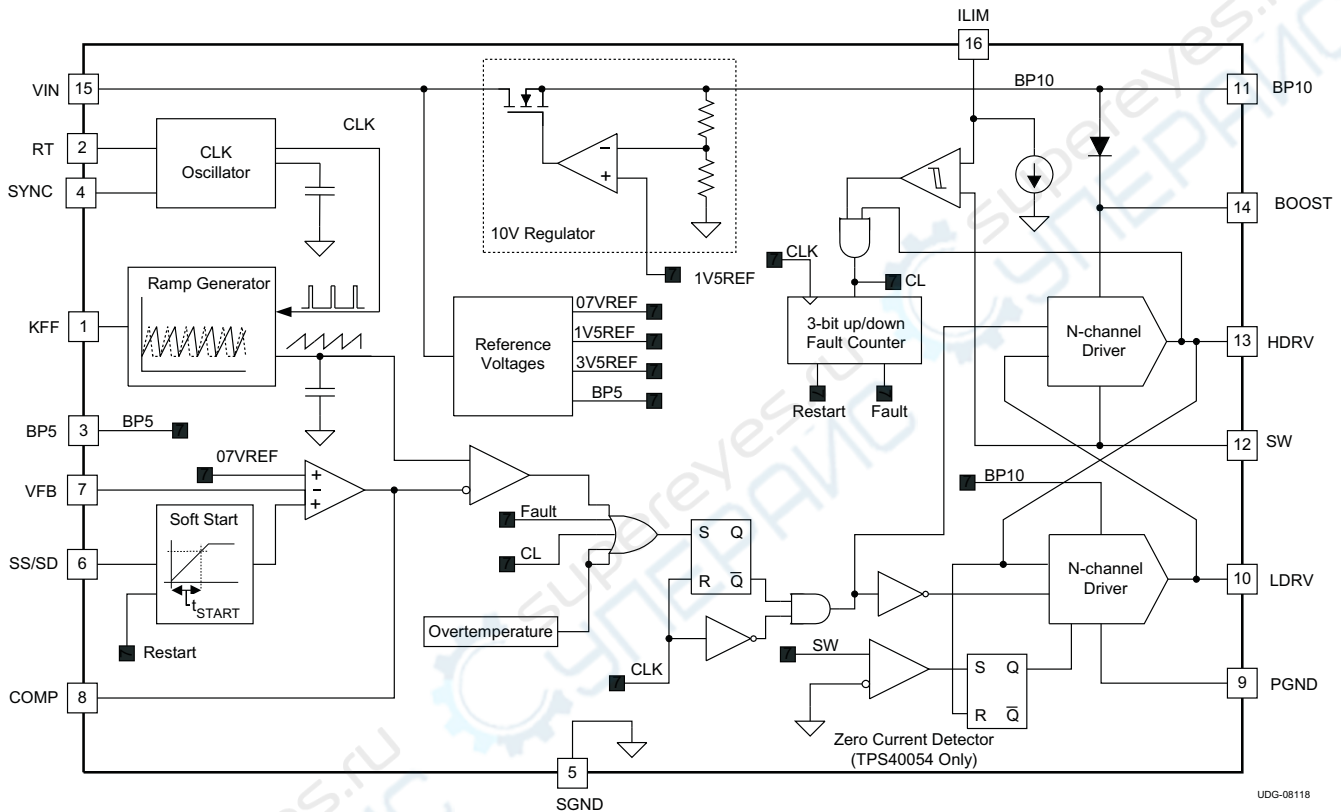 ILIM
16
VIN 15
BP10
11 BP10
RT 2
CLK Oscillator
CLK
SYNC 4
10V Regulator
1V5REF
14 BOOST
CLK
CL
Ramp Generator
KFF 1
Reference Voltages
07VREF
1V5REF
3V5REF
BP5
3-bit up/down Fault Counter
N-channel Driver
13 HDRV
Restart
Fault
BP5 3
BP5
12 SW
07VREF
BP10
VFB 7
Soft Start
tSTART
SS/SD 6
Fault
CL
S Q
R Q̅
N-channel Driver
10 LDRV
Overtemperature
Restart
CLK
SW
S Q
R Q̅
9 PGND
COMP 8
Zero Current Detector
(TPS40054 Only)
5
SGND
UDG-08118
supereyes.ru
СУПЕРАЙС